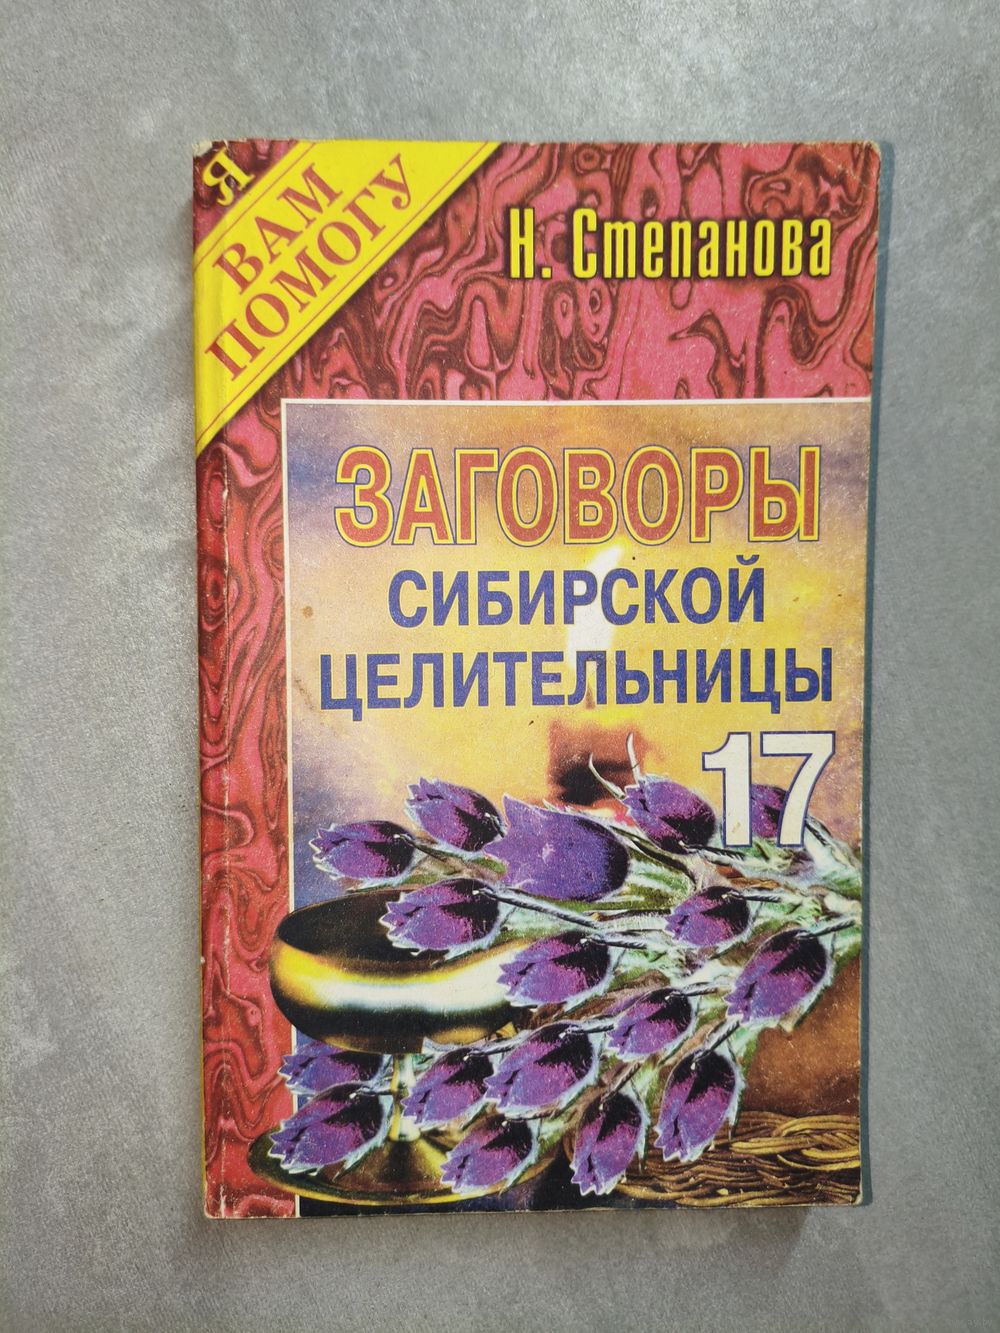 Я
ВАМ
ПОМОГУ
Н. Степанова
ЗАГОВОРЫ
СИБИРСКОЙ
ЦЕЛИТЕЛЬНИЦЫ
17